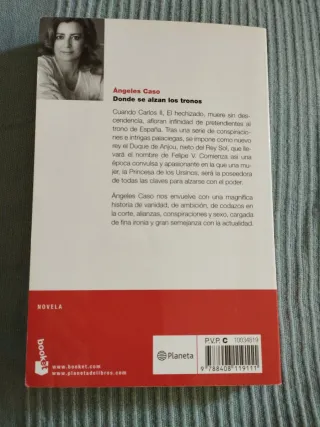 Ángeles Caso
Donde se alzan los tronos
Cuando Carlos II, El hechizado, muere sin des-
cendencia, afloran infinidad de pretendientes al
trono de España. Tras una serie de conspiracio-
nes e intrigas palaciegas, se impone como nuevo
rey el Duque de Anjou, nieto del Rey Sol, que lle-
vará el nombre de Felipe V. Comienza así una
época convulsa y apasionante en la que una mu-
jer, la Princesa de los Ursinos, será la poseedora
de todas las claves para alzarse con el poder.
Ángeles Caso nos envuelve con una magnífica
historia de vanidad, de ambición, de codazos en
la corte, alianzas, conspiraciones y sexo, cargada
de fina ironía y gran semejanza con la actualidad.
NOVELA
booket
www.booket.com
www.planetadelibros.com
Planeta
P.V.P. C 10034619
9 788408 119111